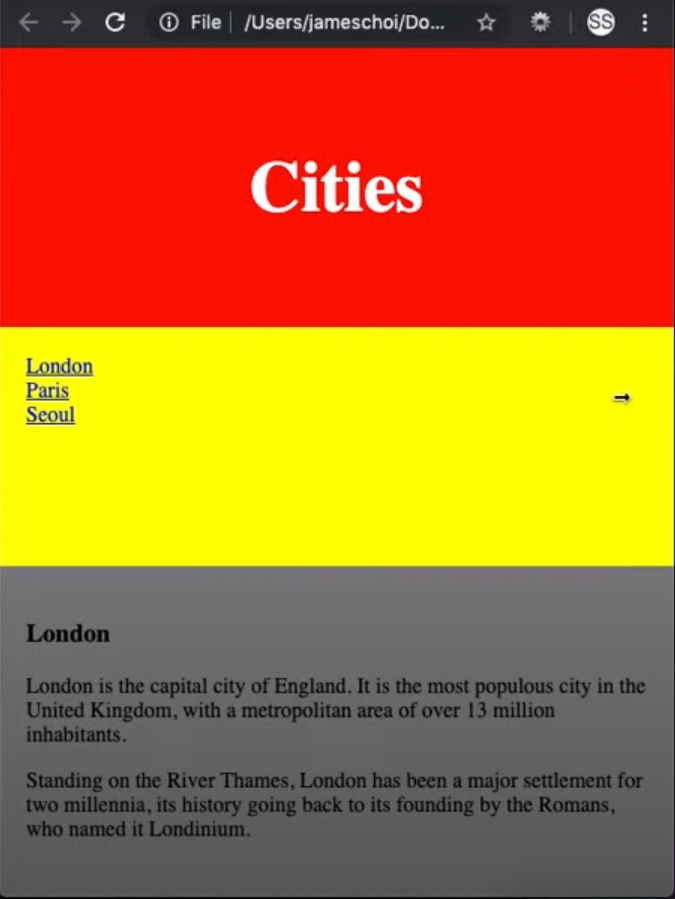 File /Users/jameschoi/Do...
SS
Cities
London
Paris
Seoul
London
London is the capital city of England. It is the most populous city in the
United Kingdom, with a metropolitan area of over 13 million
inhabitants.
Standing on the River Thames, London has been a major settlement for
two millennia, its history going back to its founding by the Romans,
who named it Londinium.